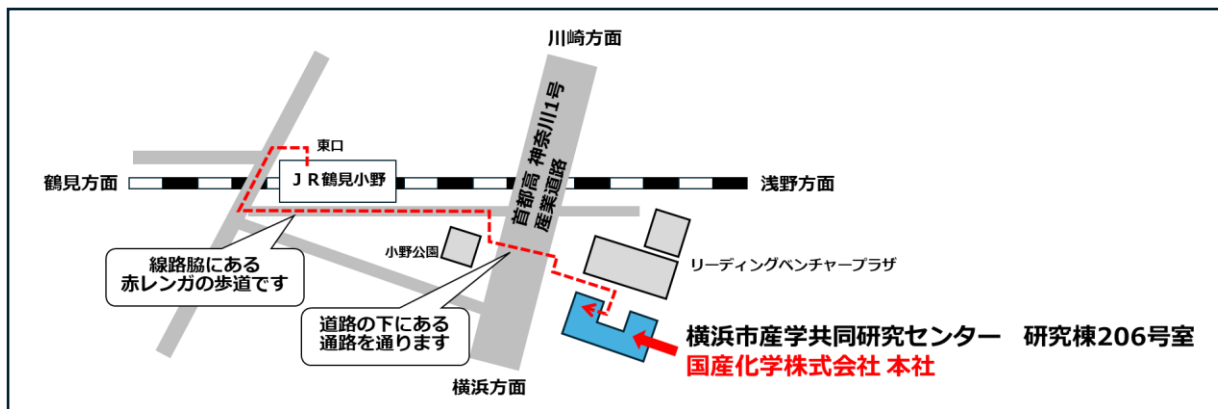 川崎方面
首都高 神奈川1号
産業道路
東口
JR鶴見小野
鶴見方面
浅野方面
小野公園
リーディングベンチャープラザ
線路脇にある
赤レンガの歩道です
道路の下にある
通路を通ります
横浜市産学共同研究センター　研究棟206号室
国産化学株式会社 本社
横浜方面